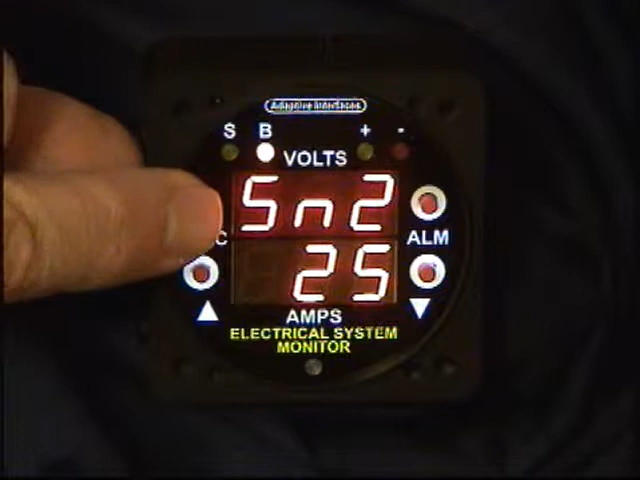 Adaptive Interfaces
S B + -
VOLTS
Sn2
C ALM
25
AMPS
ELECTRICAL SYSTEM
MONITOR